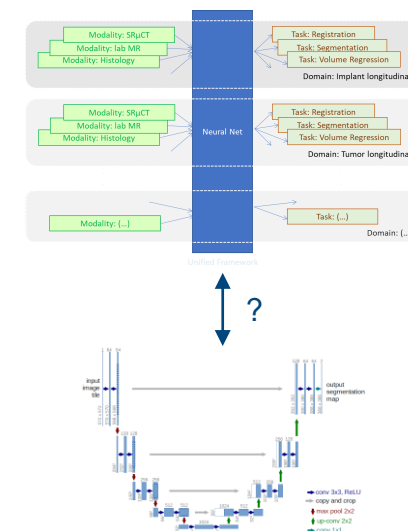 Modality: SRµCT
Modality: lab MR
Modality: Histology
Task: Registration
Task: Segmentation
Task: Volume Regression
Domain: Implant longitudina
Neural Net
Modality: SRµCT
Modality: lab MR
Modality: Histology
Task: Registration
Task: Segmentation
Task: Volume Regression
Domain: Tumor longitudina
Modality: (...)
Task: (...)
Domain: (..
Unified Framework
?
input
image
tile
output
segmentation
map
conv 3x3, ReLU
copy and crop
max pool 2x2
up-conv 2x2
conv 1x1